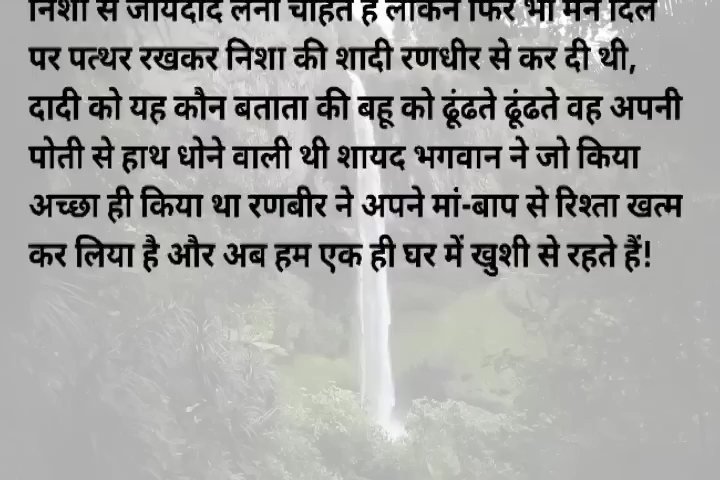 निशा से जायदाद लेना चाहते हैं लेकिन फिर भी मैंने दिल
पर पत्थर रखकर निशा की शादी रणधीर से कर दी थी,
दादी को यह कौन बताता की बहू को ढूंढते ढूंढते वह अपनी
पोती से हाथ धोने वाली थी शायद भगवान ने जो किया
अच्छा ही किया था रणबीर ने अपने मां-बाप से रिश्ता खत्म
कर लिया है और अब हम एक ही घर में खुशी से रहते हैं!